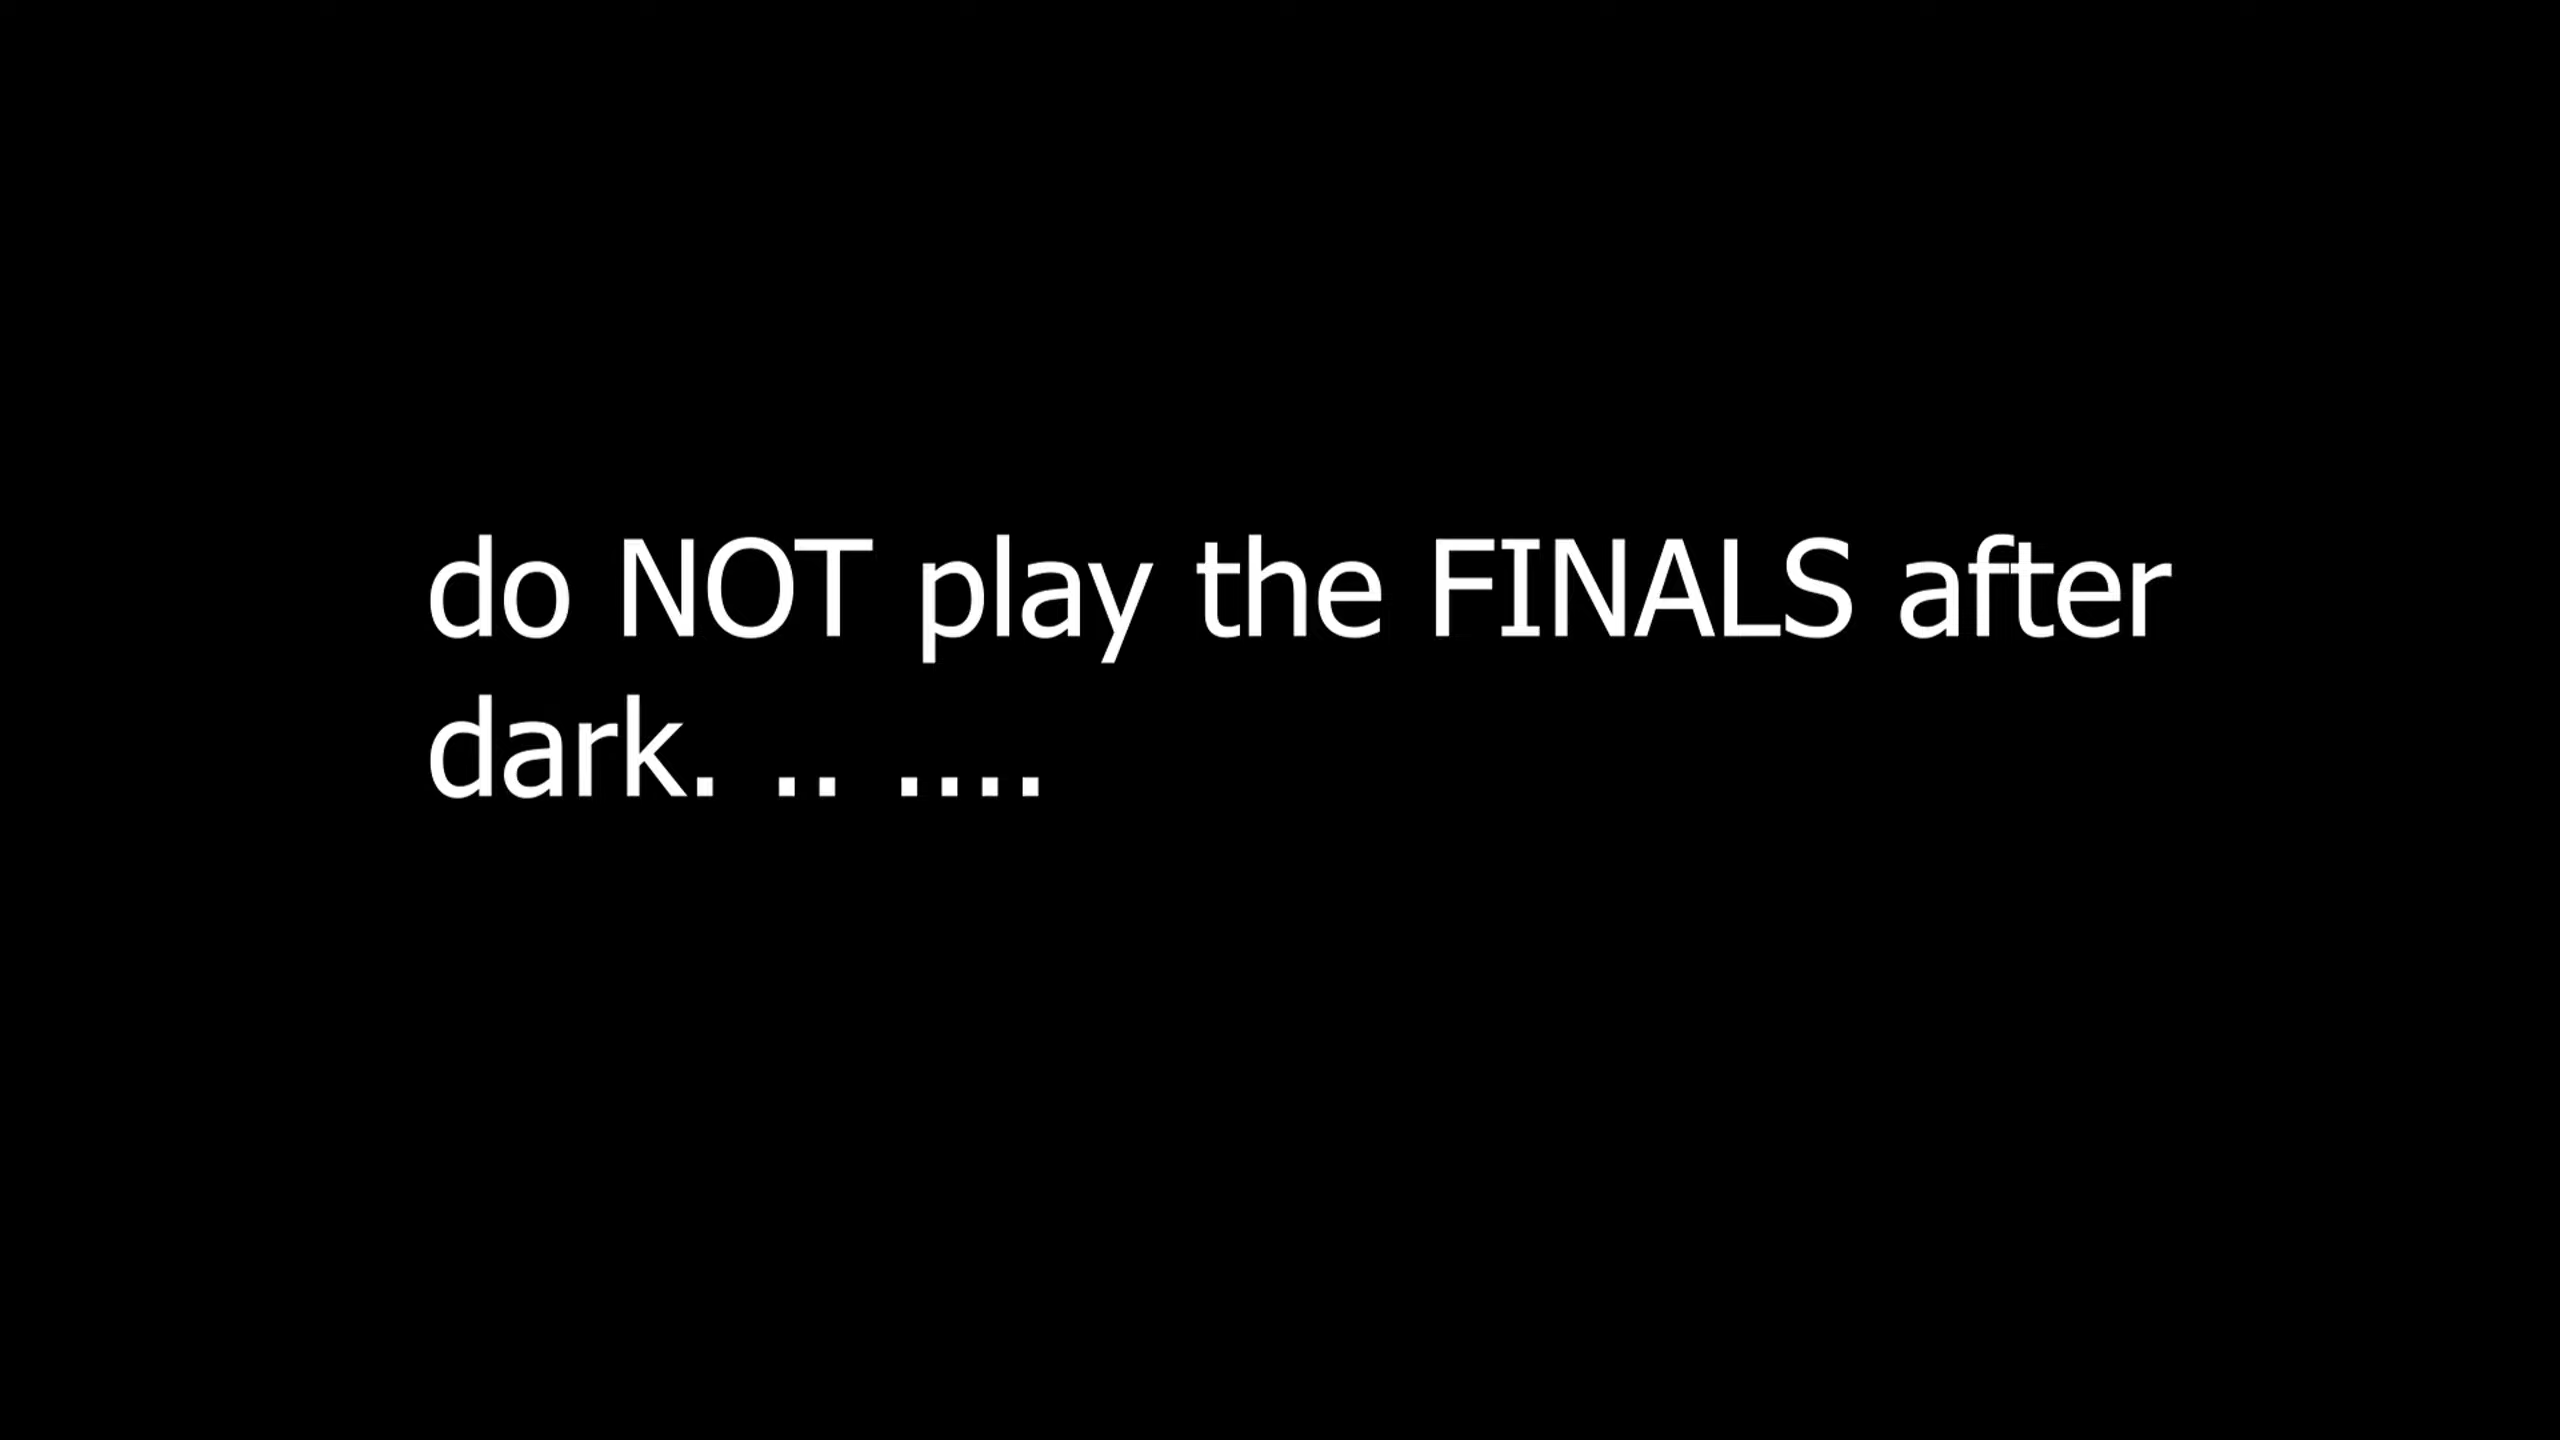 do NOT play the FINALS after
dark. .. ....